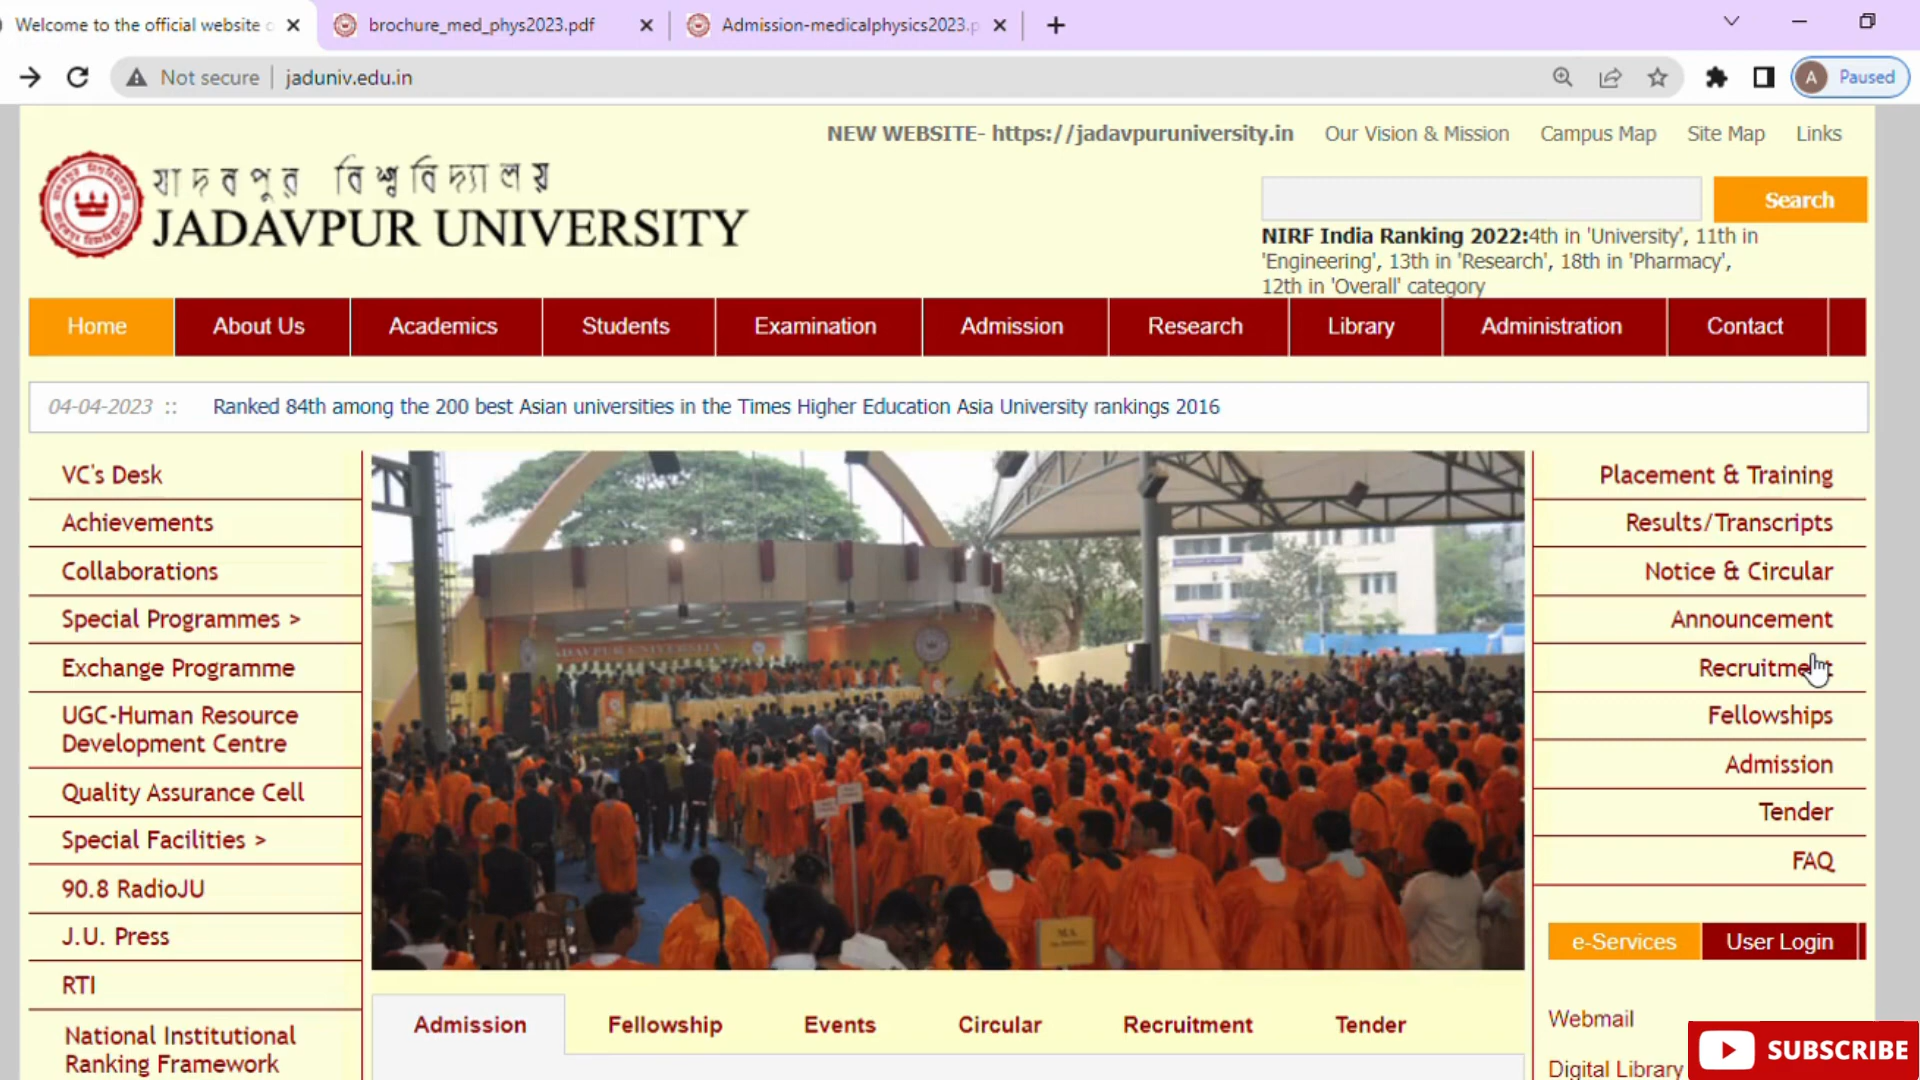 Welcome to the official website
brochure_med_phys2023.pdf
Admission-medicalphysics2023.p
Not secure
jaduniv.edu.in
A
Paused
NEW WEBSITE- https://jadavpuruniversity.in
Our Vision & Mission
Campus Map
Site Map
Links
যাদবপুর বিশ্ববিদ্যালয়
JADAVPUR UNIVERSITY
Search
NIRF India Ranking 2022:4th in 'University', 11th in
'Engineering', 13th in 'Research', 18th in 'Pharmacy',
12th in 'Overall' category
Home
About Us
Academics
Students
Examination
Admission
Research
Library
Administration
Contact
04-04-2023 ::
Ranked 84th among the 200 best Asian universities in the Times Higher Education Asia University rankings 2016
VC's Desk
Achievements
Collaborations
Special Programmes >
Exchange Programme
UGC-Human Resource
Development Centre
Quality Assurance Cell
Special Facilities >
90.8 RadioJU
J.U. Press
RTI
National Institutional
Ranking Framework
JADAVPUR UNIVERSITY
M.A.
Placement & Training
Results/Transcripts
Notice & Circular
Announcement
Recruitment
Fellowships
Admission
Tender
FAQ
e-Services
User Login
Webmail
Digital Library
Admission
Fellowship
Events
Circular
Recruitment
Tender
SUBSCRIBE